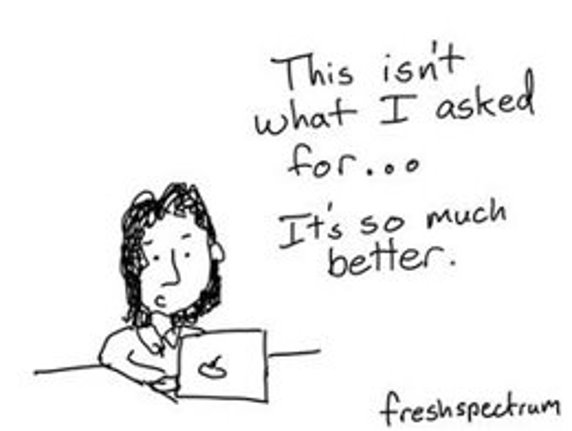 This isn't
what I asked
for...
It's so much
better.
freshspectrum